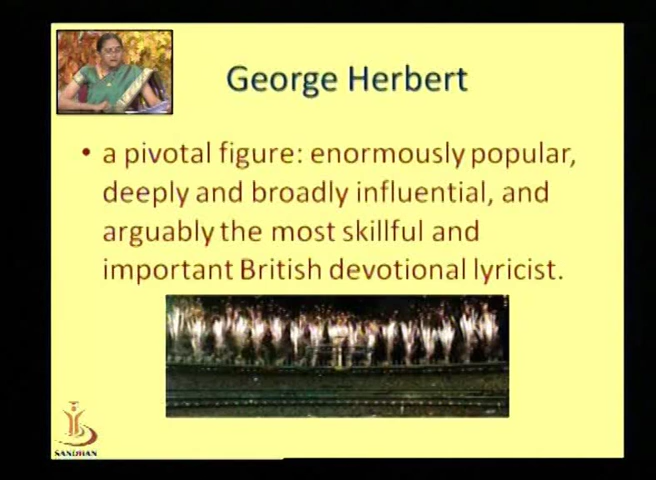 George Herbert
• a pivotal figure: enormously popular,
deeply and broadly influential, and
arguably the most skillful and
important British devotional lyricist.
SANDHAN